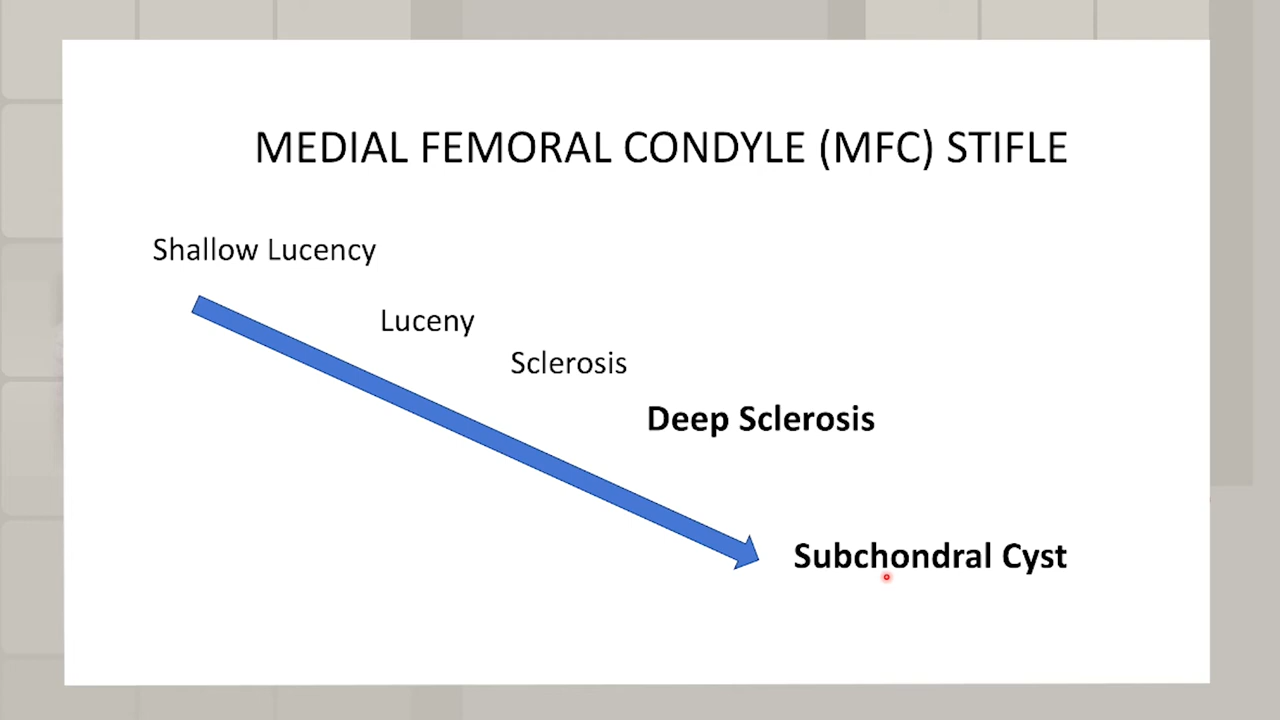 MEDIAL FEMORAL CONDYLE (MFC) STIFLE
Shallow Lucency
Luceny
Sclerosis
Deep Sclerosis
Subchondral Cyst